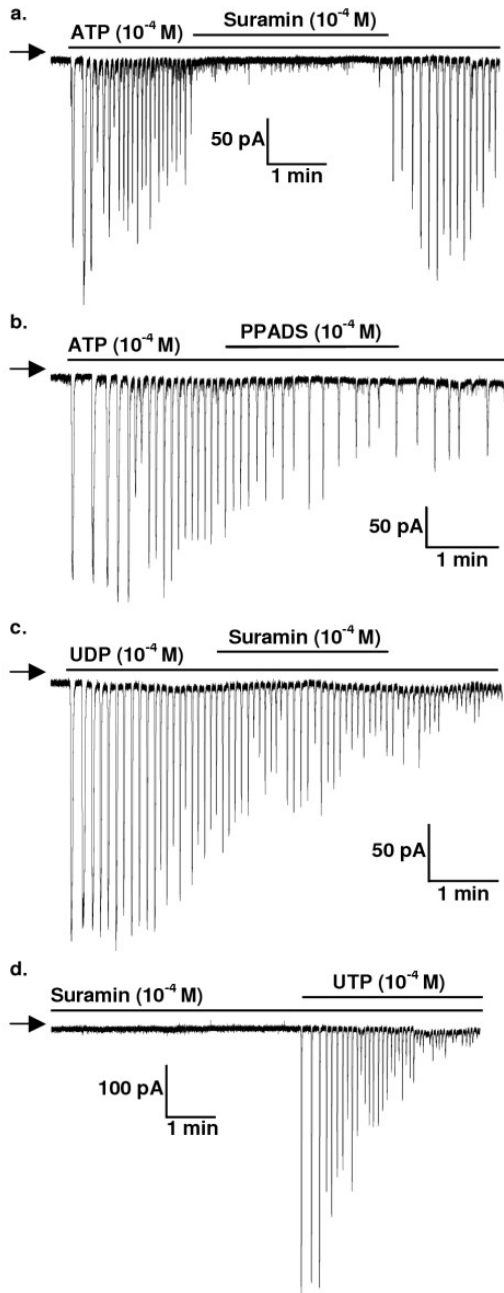 a.
Suramin (10⁻⁴ M)
ATP (10⁻⁴ M)
50 pA
1 min
b.
PPADS (10⁻⁴ M)
ATP (10⁻⁴ M)
50 pA
1 min
c.
Suramin (10⁻⁴ M)
UDP (10⁻⁴ M)
50 pA
1 min
d.
UTP (10⁻⁴ M)
Suramin (10⁻⁴ M)
100 pA
1 min